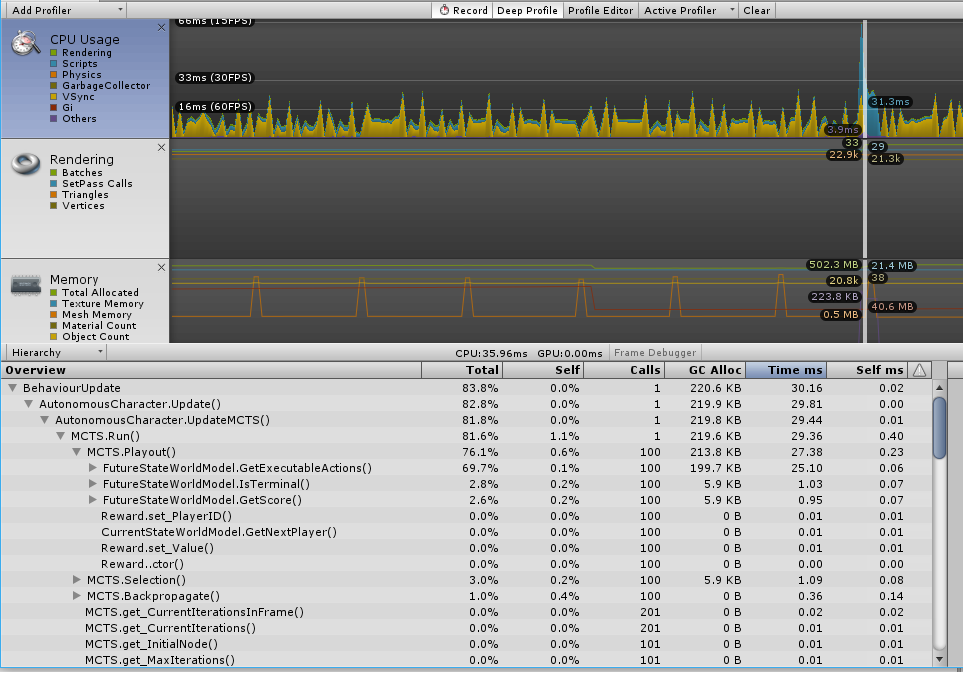 Add Profiler Record Deep Profile Profile Editor Active Profiler Clear
CPU Usage
Rendering
Scripts
Physics
GarbageCollector
VSync
Gi
Others
66ms (15FPS)
33ms (30FPS)
16ms (60FPS)
31.3ms
3.9ms
Rendering
Batches
SetPass Calls
Triangles
Vertices
33 29
22.9k 21.3k
Memory
Total Allocated
Texture Memory
Mesh Memory
Material Count
Object Count
502.3 MB 21.4 MB
20.8k 38
223.8 KB 40.6 MB
0.5 MB
Hierarchy CPU:35.96ms GPU:0.00ms Frame Debugger
Overview Total Self Calls GC Alloc Time ms Self ms
BehaviourUpdate 83.8% 0.0% 1 220.6 KB 30.16 0.02
AutonomousCharacter.Update() 82.8% 0.0% 1 219.9 KB 29.81 0.00
AutonomousCharacter.UpdateMCTS() 81.8% 0.0% 1 219.8 KB 29.44 0.01
MCTS.Run() 81.6% 1.1% 1 219.6 KB 29.36 0.40
MCTS.Playout() 76.1% 0.6% 100 213.8 KB 27.38 0.23
FutureStateWorldModel.GetExecutableActions() 69.7% 0.1% 100 199.7 KB 25.10 0.06
FutureStateWorldModel.IsTerminal() 2.8% 0.2% 100 5.9 KB 1.03 0.07
FutureStateWorldModel.GetScore() 2.6% 0.2% 100 5.9 KB 0.95 0.07
Reward.set_PlayerID() 0.0% 0.0% 100 0 B 0.01 0.01
CurrentStateWorldModel.GetNextPlayer() 0.0% 0.0% 100 0 B 0.01 0.01
Reward.set_Value() 0.0% 0.0% 100 0 B 0.01 0.01
Reward..ctor() 0.0% 0.0% 100 0 B 0.00 0.00
MCTS.Selection() 3.0% 0.2% 100 5.9 KB 1.09 0.08
MCTS.Backpropagate() 1.0% 0.4% 100 0 B 0.36 0.14
MCTS.get_CurrentIterationsInFrame() 0.0% 0.0% 201 0 B 0.02 0.02
MCTS.get_CurrentIterations() 0.0% 0.0% 201 0 B 0.01 0.01
MCTS.get_InitialNode() 0.0% 0.0% 101 0 B 0.01 0.01
MCTS.get_MaxIterations() 0.0% 0.0% 101 0 B 0.01 0.01